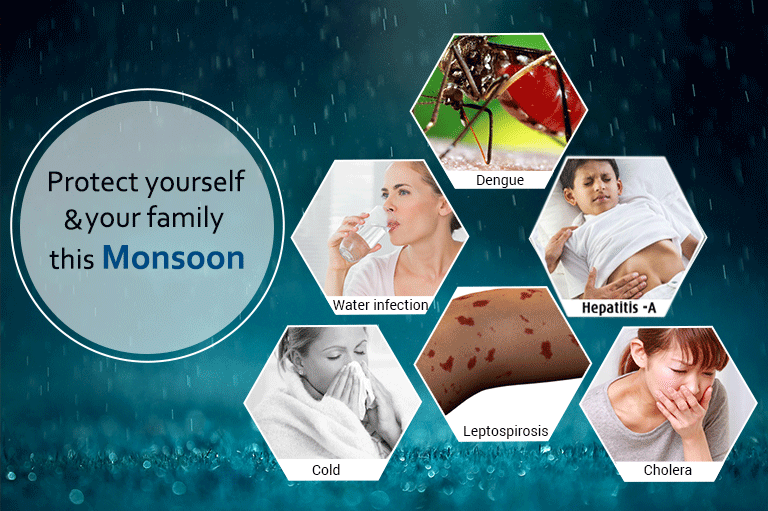 Protect yourself
& your family
this Monsoon
Dengue
Water infection
Hepatitis -A
Leptospirosis
Cold
Cholera